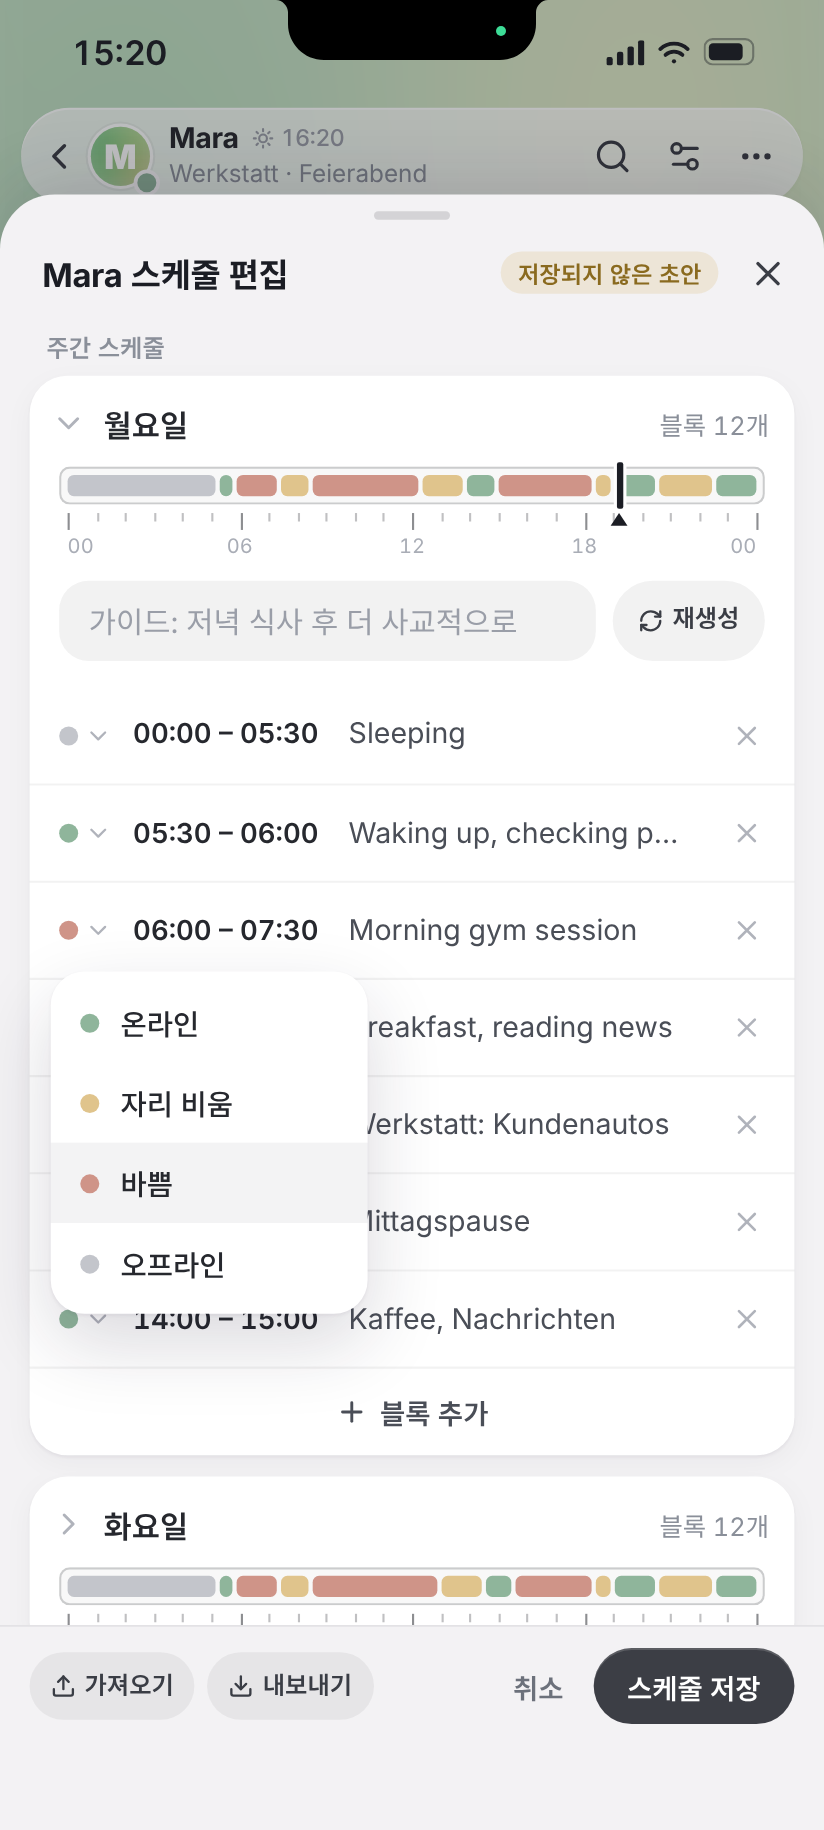 15:20
M
Mara 16:20
Werkstatt · Feierabend
Mara 스케줄 편집
저장되지 않은 초안
주간 스케줄
월요일
블록 12개
00 06 12 18 00
가이드: 저녁 식사 후 더 사교적으로
재생성
00:00 – 05:30 Sleeping
05:30 – 06:00 Waking up, checking p...
06:00 – 07:30 Morning gym session
온라인
reakfast, reading news
자리 비움
Werkstatt: Kundenautos
바쁨
Mittagspause
오프라인
14:00 – 15:00 Kaffee, Nachrichten
블록 추가
화요일
블록 12개
가져오기
내보내기
취소
스케줄 저장